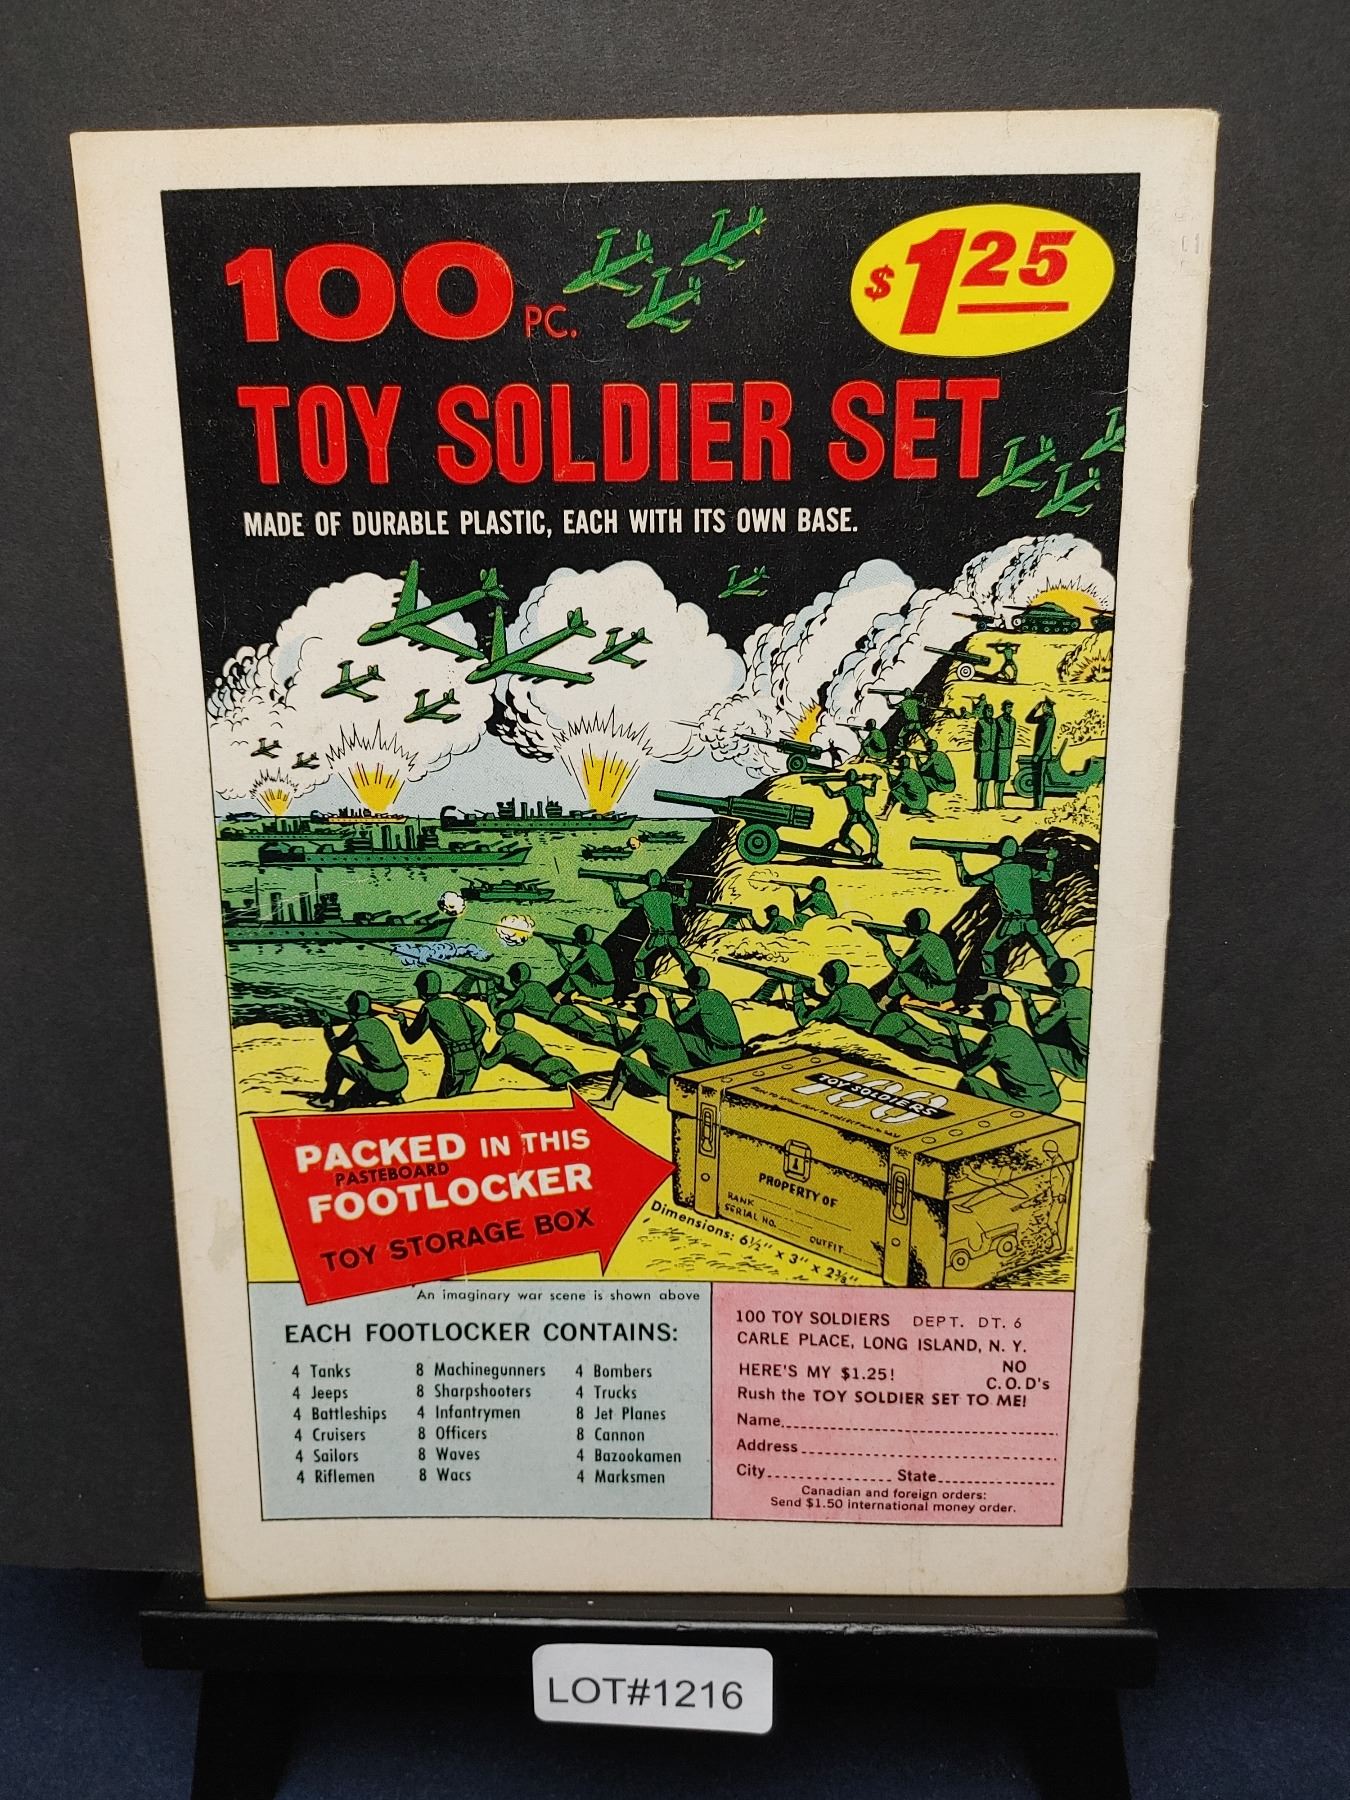 100 PC.
$1 25
TOY SOLDIER SET
MADE OF DURABLE PLASTIC, EACH WITH ITS OWN BASE.
100
TOY SOLDIERS
PROPERTY OF
RANK
SERIAL NO.
OUTFIT
Dimensions: 6½" x 3" x 2⅜"
PACKED IN THIS
PASTEBOARD
FOOTLOCKER
TOY STORAGE BOX
An imaginary war scene is shown above
EACH FOOTLOCKER CONTAINS:
4 Tanks
4 Jeeps
4 Battleships
4 Cruisers
4 Sailors
4 Riflemen
8 Machinegunners
8 Sharpshooters
4 Infantrymen
8 Officers
8 Waves
8 Wacs
4 Bombers
4 Trucks
8 Jet Planes
8 Cannon
4 Bazookamen
4 Marksmen
100 TOY SOLDIERS DEPT. DT. 6
CARLE PLACE, LONG ISLAND, N. Y.
HERE'S MY $1.25!
NO
C.O.D's
Rush the TOY SOLDIER SET TO ME!
Name
Address
City State
Canadian and foreign orders:
Send $1.50 international money order.
LOT#1216